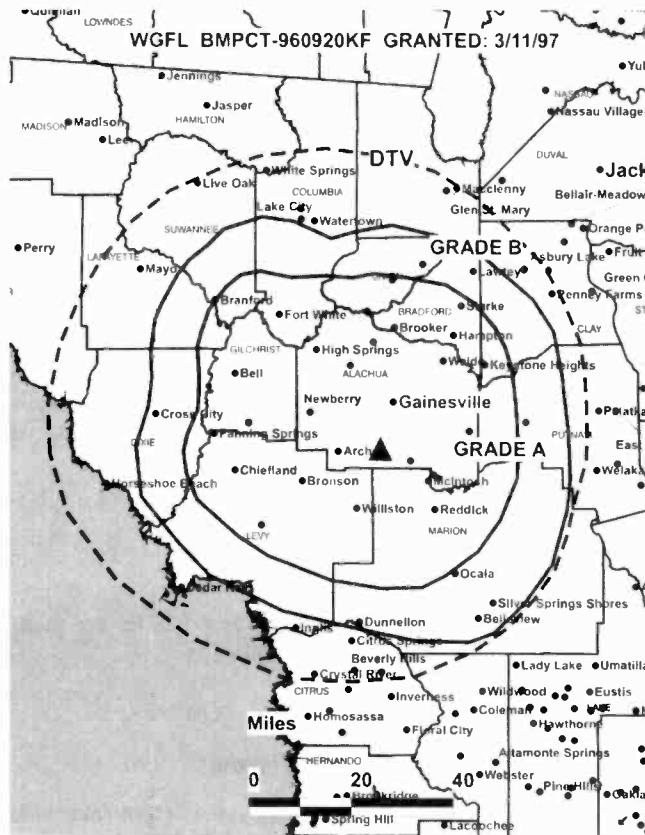 Quitman
LOWNDES
WGFL BMPCT-960920KF GRANTED: 3/11/97
Jennings
Jasper
HAMILTON
MADISON
Madison
Lee
NASSAU
Nassau Village-
DUVAL
DTV
White Springs
Live Oak
COLUMBIA
Macclenny
Jack
Bellair-Meadow
Lake City
Watertown
Glen St. Mary
SUWANNEE
Orange P
Perry
LAFAYETTE
GRADE B
Asbury Lake
Fruit
Mayo
Lawtey
Green
Penney Farms
Branford
Fort White
BRADFORD
Starke
CLAY
Brooker
Hampton
GILCHRIST
High Springs
Waldo
Keystone Heights
Bell
ALACHUA
Newberry
Gainesville
Cross City
Palatka
DIXIE
Fanning Springs
PUTNAM
East
Archer
GRADE A
Chiefland
Welaka
Horseshoe Beach
Bronson
McIntosh
Williston
Reddick
LEVY
MARION
Ocala
Cedar Key
Silver Springs Shores
Dunnellon
Belleview
Inglis
Citrus Springs
Beverly Hills
Lady Lake
Umatilla
Crystal River
CITRUS
Inverness
Wildwood
Eustis
Coleman
LAKE
Miles
Homosassa
Hawthorne
Floral City
Altamonte Springs
HERNANDO
Webster
0 20 40
Brookridge
Pine Hills
Oakla
Spring Hill
Lacoochee